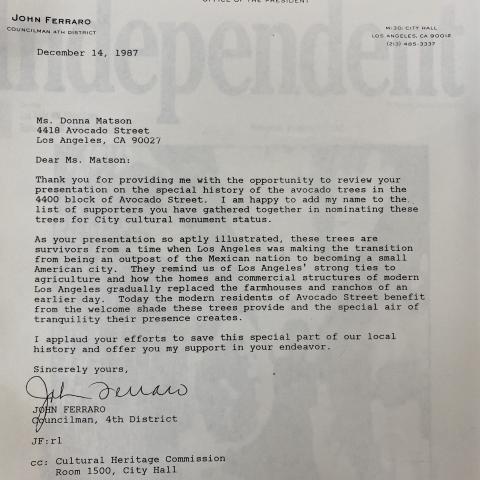 OFFICE OF THE PRESIDENT
JOHN FERRARO
COUNCILMAN 4TH DISTRICT
M-30, CITY HALL
LOS ANGELES, CA 90012
(213) 485-3337
Independent
December 14, 1987
Ms. Donna Matson
4418 Avocado Street
Los Angeles, CA 90027
Dear Ms. Matson:
Thank you for providing me with the opportunity to review your
presentation on the special history of the avocado trees in the
4400 block of Avocado Street. I am happy to add my name to the
list of supporters you have gathered together in nominating these
trees for City cultural monument status.
As your presentation so aptly illustrated, these trees are
survivors from a time when Los Angeles was making the transition
from being an outpost of the Mexican nation to becoming a small
American city. They remind us of Los Angeles' strong ties to
agriculture and how the homes and commercial structures of modern
Los Angeles gradually replaced the farmhouses and ranchos of an
earlier day. Today the modern residents of Avocado Street benefit
from the welcome shade these trees provide and the special air of
tranquility their presence creates.
I applaud your efforts to save this special part of our local
history and offer you my support in your endeavor.
Sincerely yours,
John Ferraro
JOHN FERRARO
Councilman, 4th District
JF:rl
cc: Cultural Heritage Commission
Room 1500, City Hall